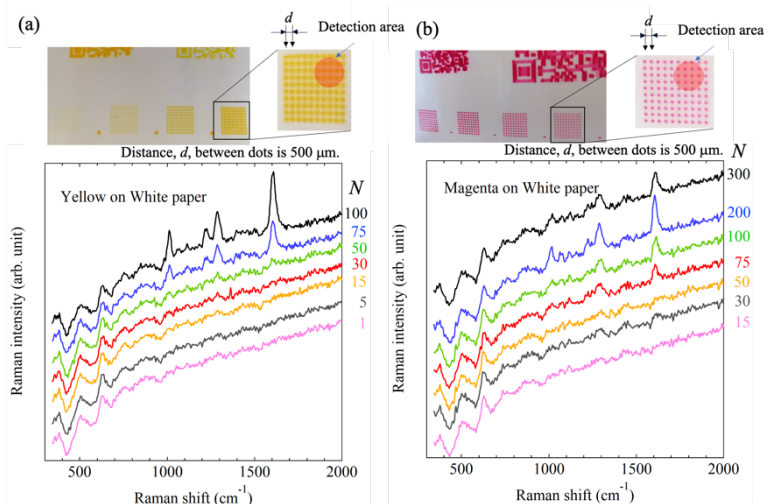 (a)
d
Detection area
Distance, d, between dots is 500 μm.
Yellow on White paper
N
100
75
50
30
15
5
1
Raman intensity (arb. unit)
500
1000
1500
2000
Raman shift (cm-1)
(b)
d
Detection area
Distance, d, between dots is 500 μm.
Magenta on White paper
N
300
200
100
75
50
30
15
Raman intensity (arb. unit)
500
1000
1500
2000
Raman shift (cm-1)